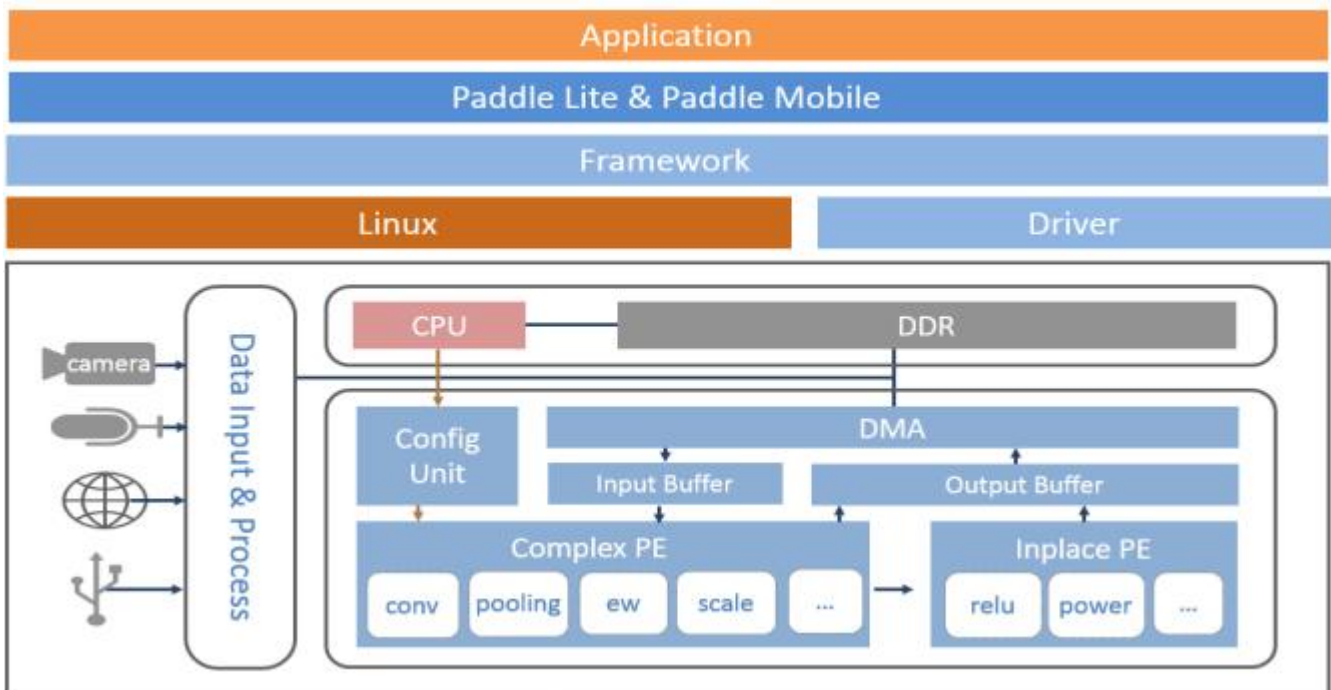 Application
Paddle Lite & Paddle Mobile
Framework
Linux
Driver
CPU
DDR
camera
Data Input & Process
Config
Unit
DMA
Input Buffer
Output Buffer
Complex PE
Inplace PE
conv
pooling
ew
scale
...
relu
power
...